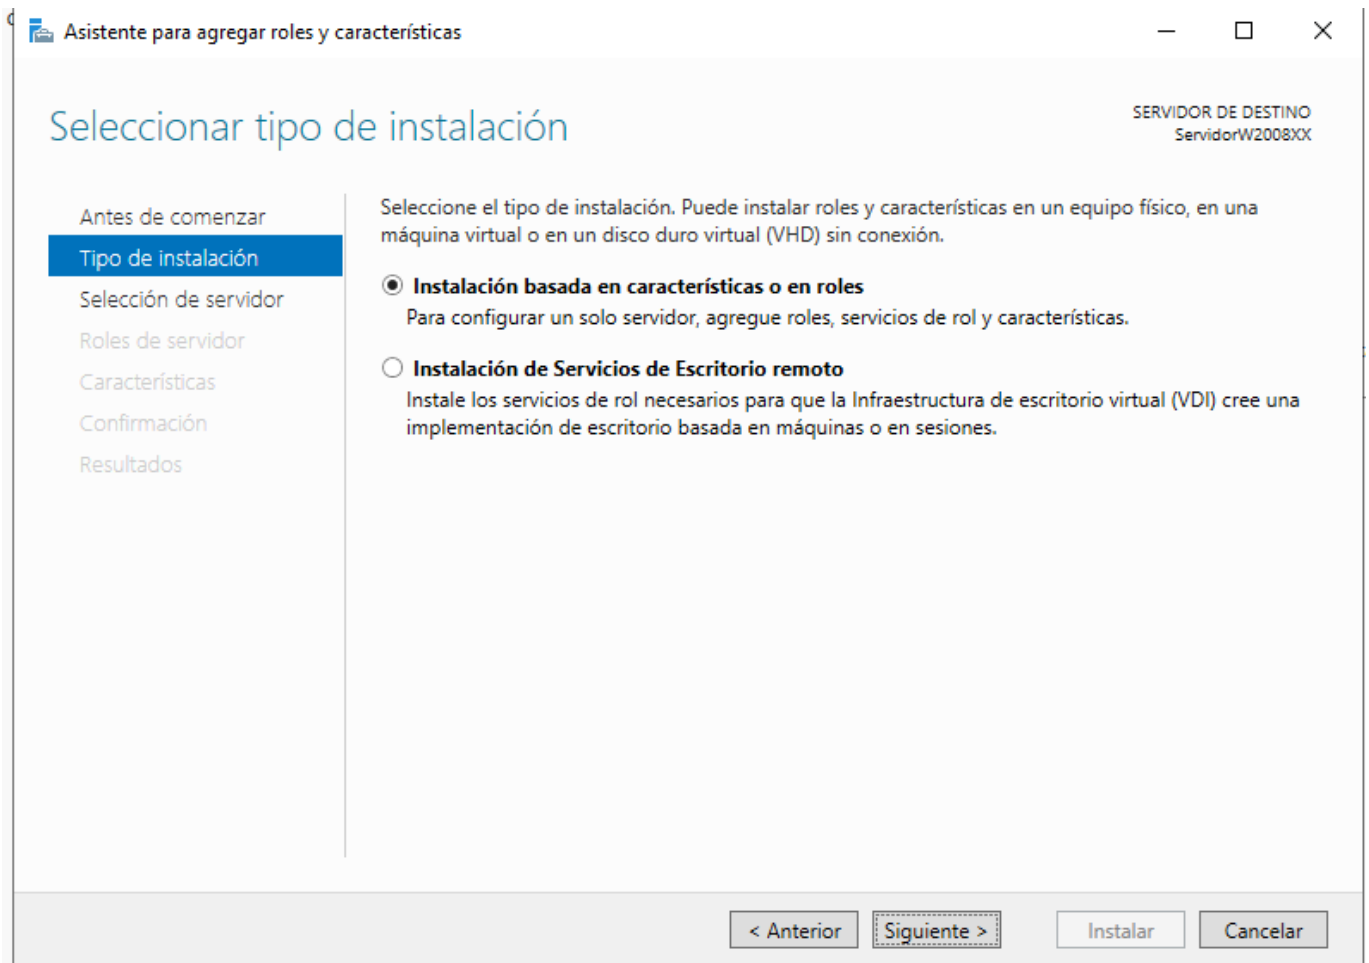 Asistente para agregar roles y características
Seleccionar tipo de instalación
SERVIDOR DE DESTINO
ServidorW2008XX
Antes de comenzar
Tipo de instalación
Selección de servidor
Roles de servidor
Características
Confirmación
Resultados
Seleccione el tipo de instalación. Puede instalar roles y características en un equipo físico, en una
máquina virtual o en un disco duro virtual (VHD) sin conexión.
Instalación basada en características o en roles
Para configurar un solo servidor, agregue roles, servicios de rol y características.
Instalación de Servicios de Escritorio remoto
Instale los servicios de rol necesarios para que la Infraestructura de escritorio virtual (VDI) cree una
implementación de escritorio basada en máquinas o en sesiones.
< Anterior
Siguiente >
Instalar
Cancelar